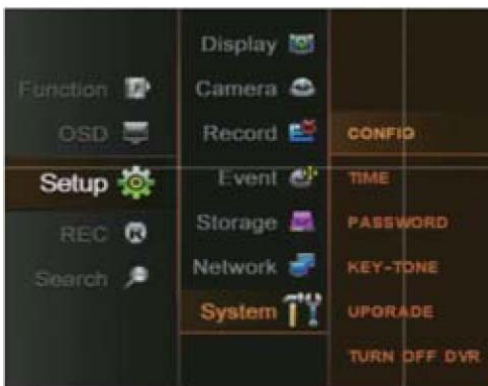 Function
OSD
Setup
REC
Search
Display
Camera
Record
Event
Storage
Network
System
CONFIG
TIME
PASSWORD
KEY-TONE
UPGRADE
TURN OFF DVR